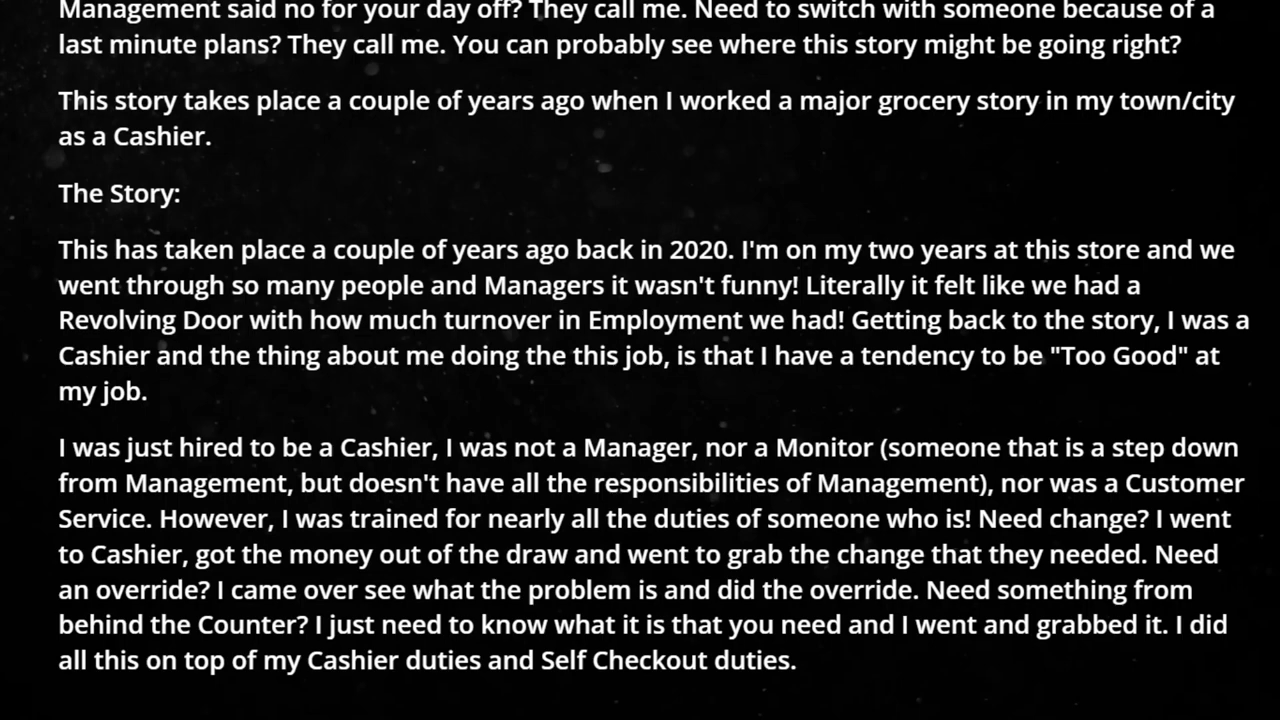 Management said no for your day off? They call me. Need to switch with someone because of a
last minute plans? They call me. You can probably see where this story might be going right?
This story takes place a couple of years ago when I worked a major grocery story in my town/city
as a Cashier.
The Story:
This has taken place a couple of years ago back in 2020. I'm on my two years at this store and we
went through so many people and Managers it wasn't funny! Literally it felt like we had a
Revolving Door with how much turnover in Employment we had! Getting back to the story, I was a
Cashier and the thing about me doing the this job, is that I have a tendency to be "Too Good" at
my job.
I was just hired to be a Cashier, I was not a Manager, nor a Monitor (someone that is a step down
from Management, but doesn't have all the responsibilities of Management), nor was a Customer
Service. However, I was trained for nearly all the duties of someone who is! Need change? I went
to Cashier, got the money out of the draw and went to grab the change that they needed. Need
an override? I came over see what the problem is and did the override. Need something from
behind the Counter? I just need to know what it is that you need and I went and grabbed it. I did
all this on top of my Cashier duties and Self Checkout duties.